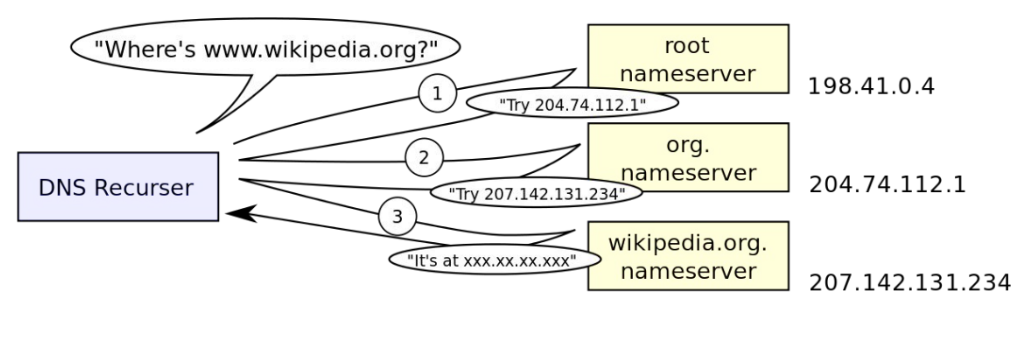 "Where's www.wikipedia.org?"
DNS Recurser
1
"Try 204.74.112.1"
root
nameserver
198.41.0.4
2
"Try 207.142.131.234"
org.
nameserver
204.74.112.1
3
"It's at xxx.xx.xx.xxx"
wikipedia.org.
nameserver
207.142.131.234